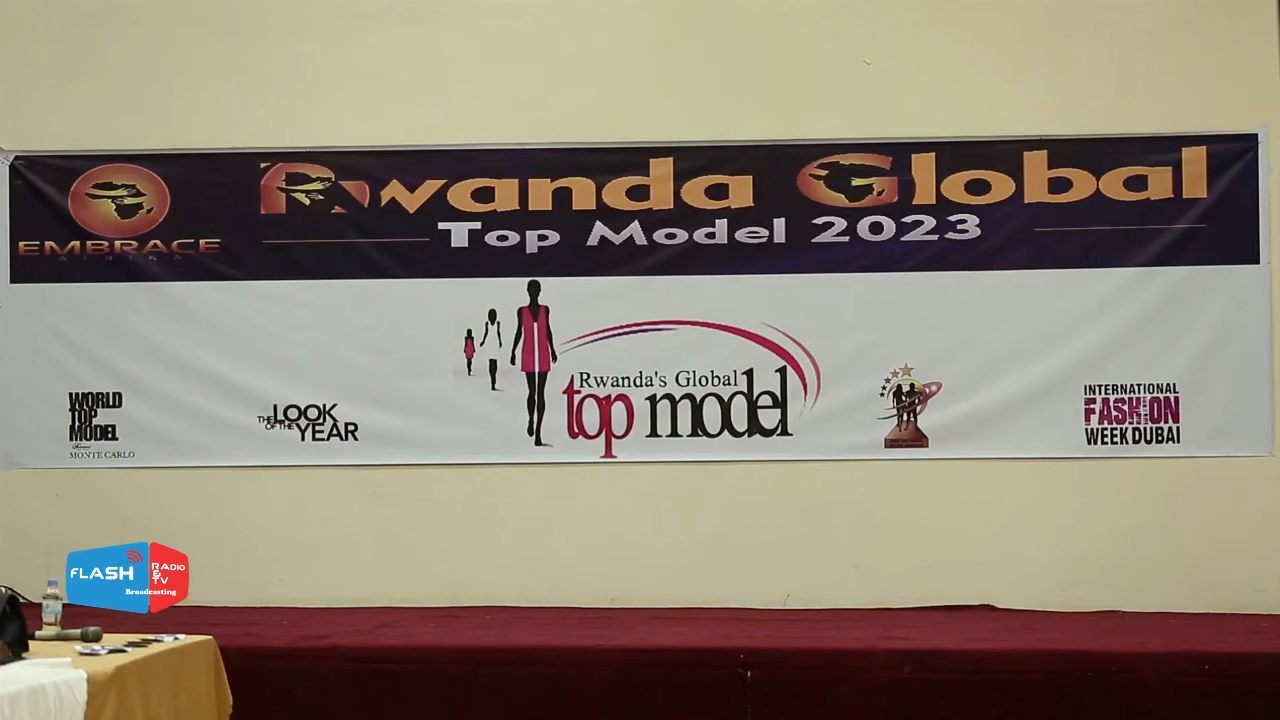 Rwanda Global
Top Model 2023
EMBRACE
AFRIKA
Rwanda's Global
top model
WORLD
TOP
MODEL
MONTE CARLO
THE LOOK
OF THE YEAR
INTERNATIONAL
FASHION
WEEK DUBAI
FLASH RADIO
& TV
Broadcasting